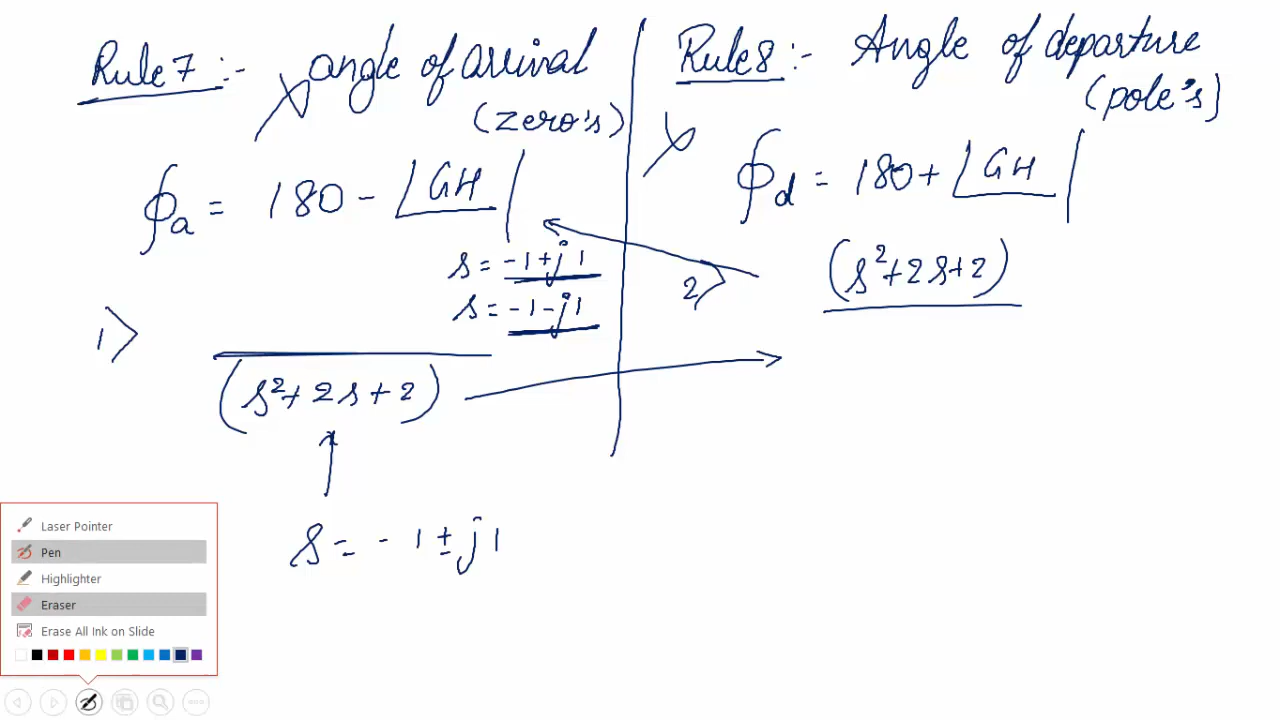 Rule 7 :- angle of arrival
(zero's)
ϕa = 180 - ∠GH |
s = -1+j1
s = -1-j1
1>
(s²+2s+2)
s = -1 ± j1
Rule 8 :- Angle of departure
(pole's)
ϕd = 180 + ∠GH |
2> (s²+2s+2)
Laser Pointer
Pen
Highlighter
Eraser
Erase All Ink on Slide